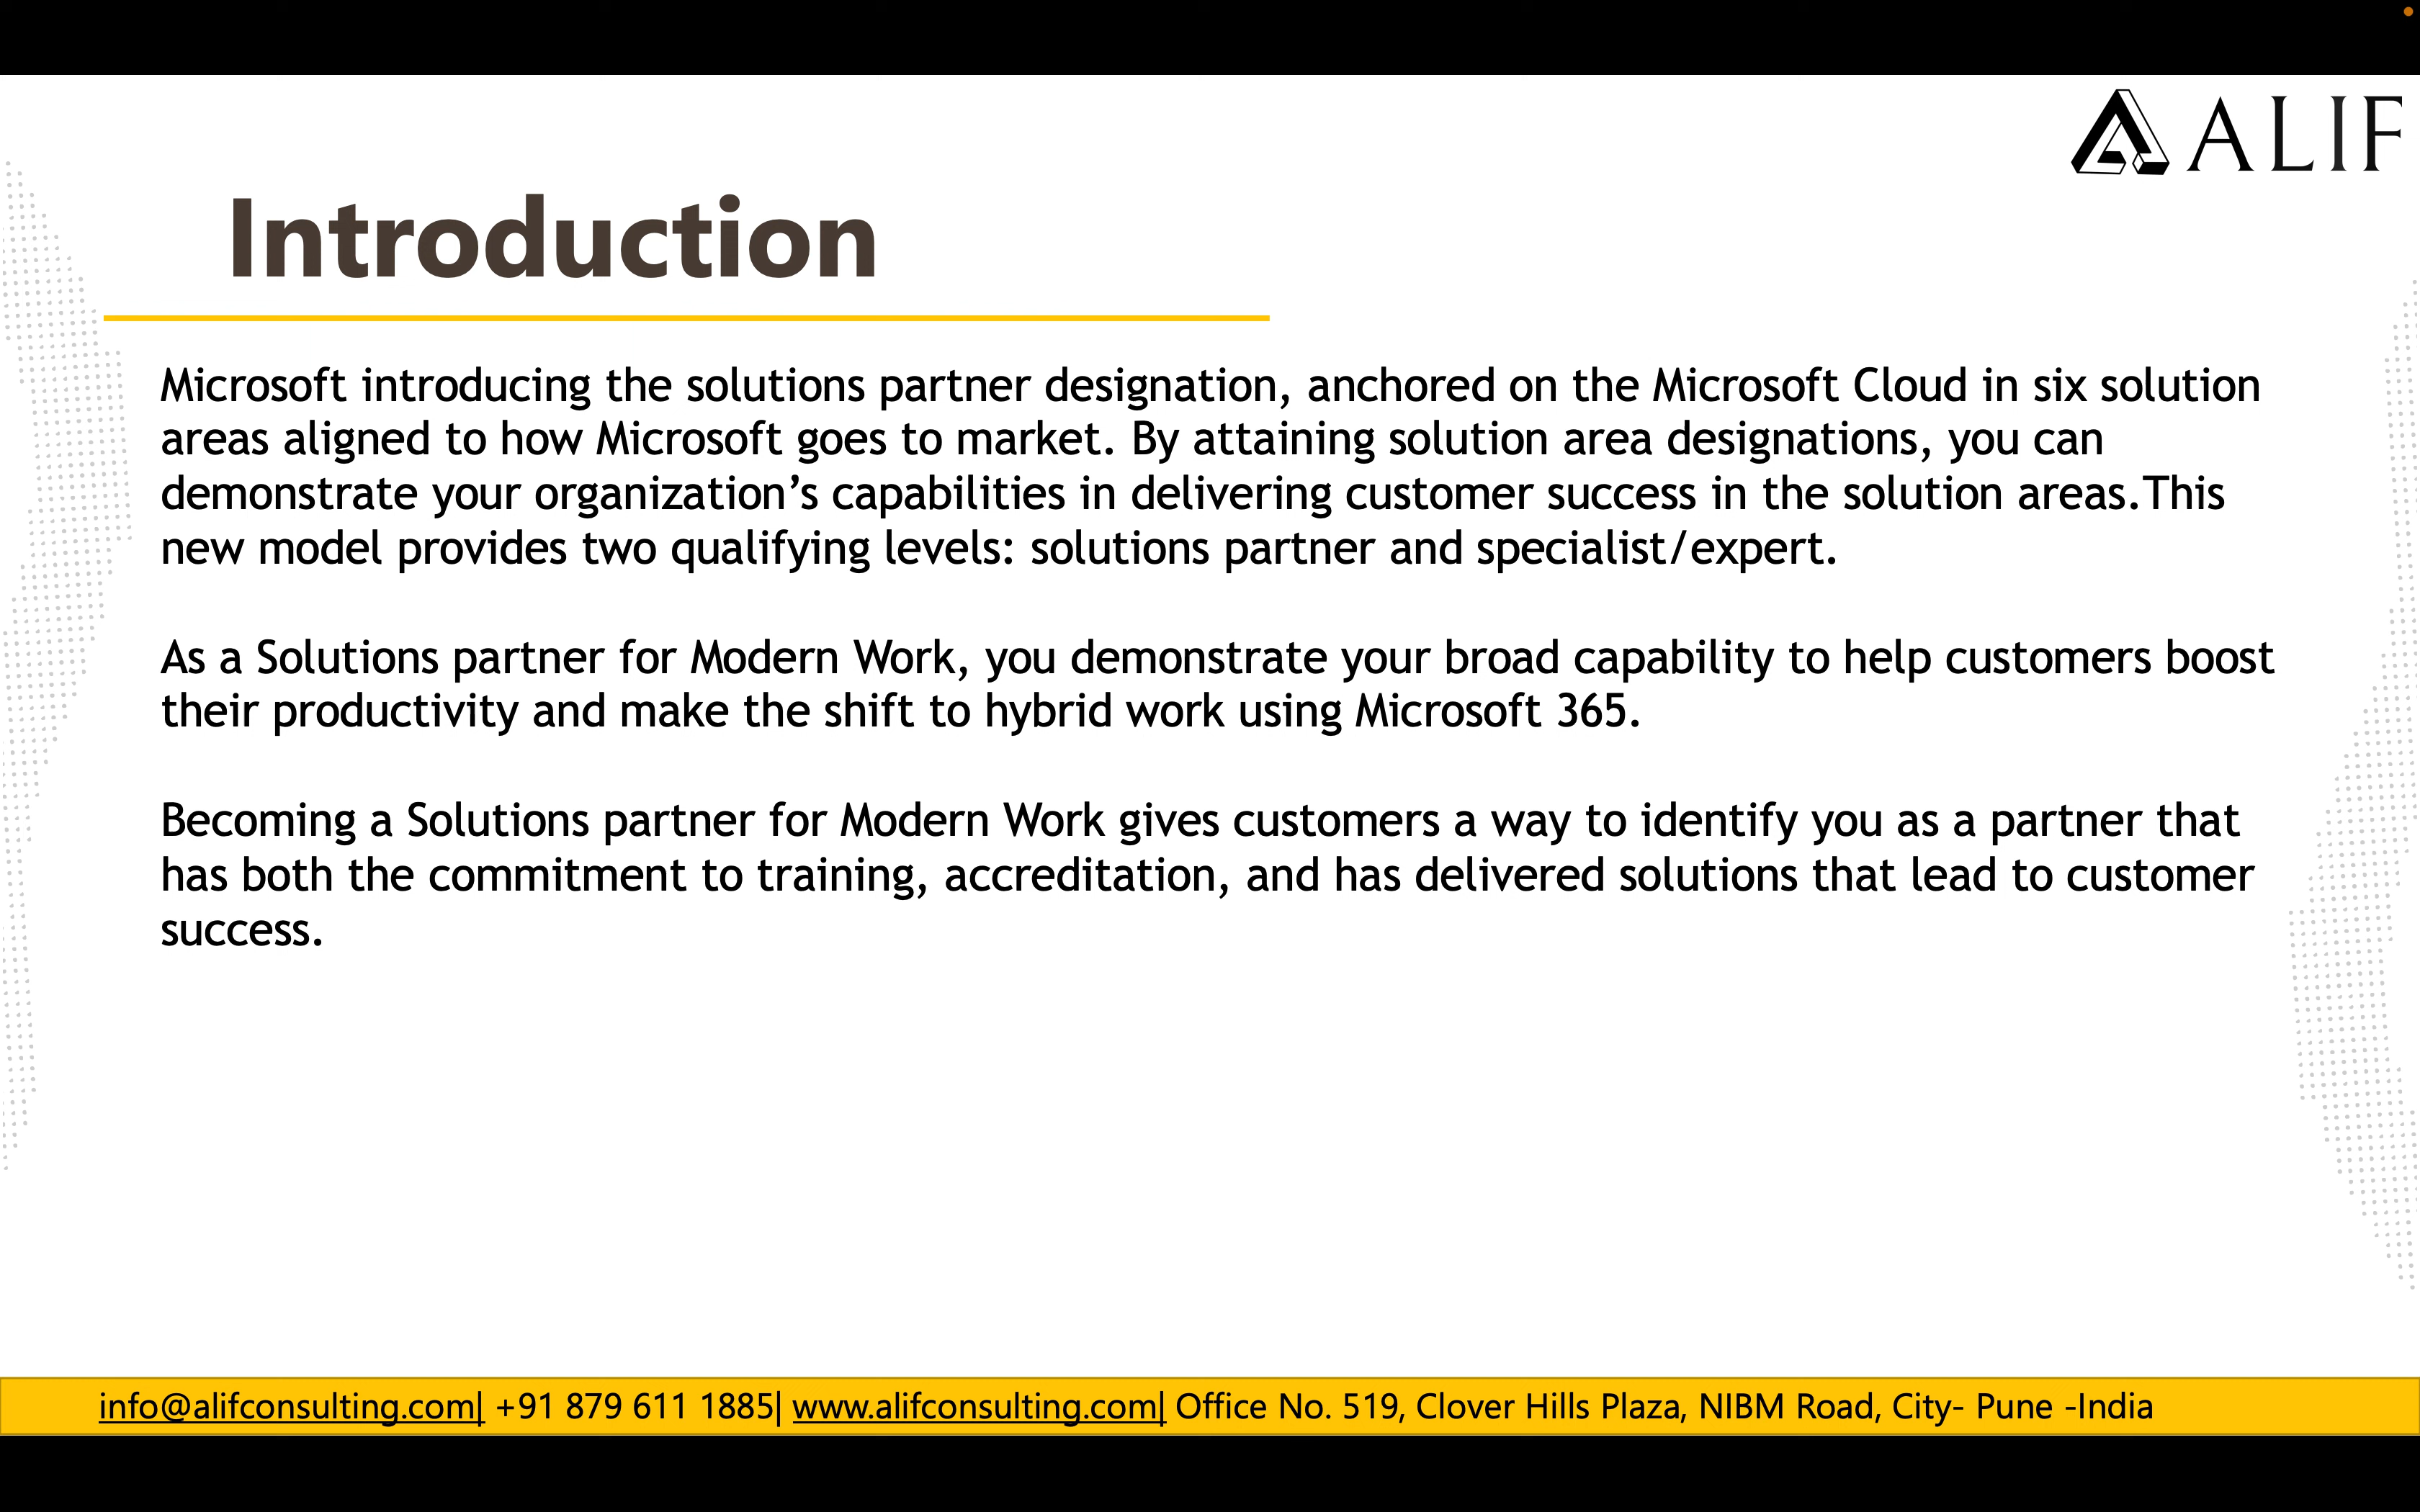 ALIF
Introduction
Microsoft introducing the solutions partner designation, anchored on the Microsoft Cloud in six solution
areas aligned to how Microsoft goes to market. By attaining solution area designations, you can
demonstrate your organization’s capabilities in delivering customer success in the solution areas.This
new model provides two qualifying levels: solutions partner and specialist/expert.
As a Solutions partner for Modern Work, you demonstrate your broad capability to help customers boost
their productivity and make the shift to hybrid work using Microsoft 365.
Becoming a Solutions partner for Modern Work gives customers a way to identify you as a partner that
has both the commitment to training, accreditation, and has delivered solutions that lead to customer
success.
info@alifconsulting.com| +91 879 611 1885| www.alifconsulting.com| Office No. 519, Clover Hills Plaza, NIBM Road, City- Pune -India